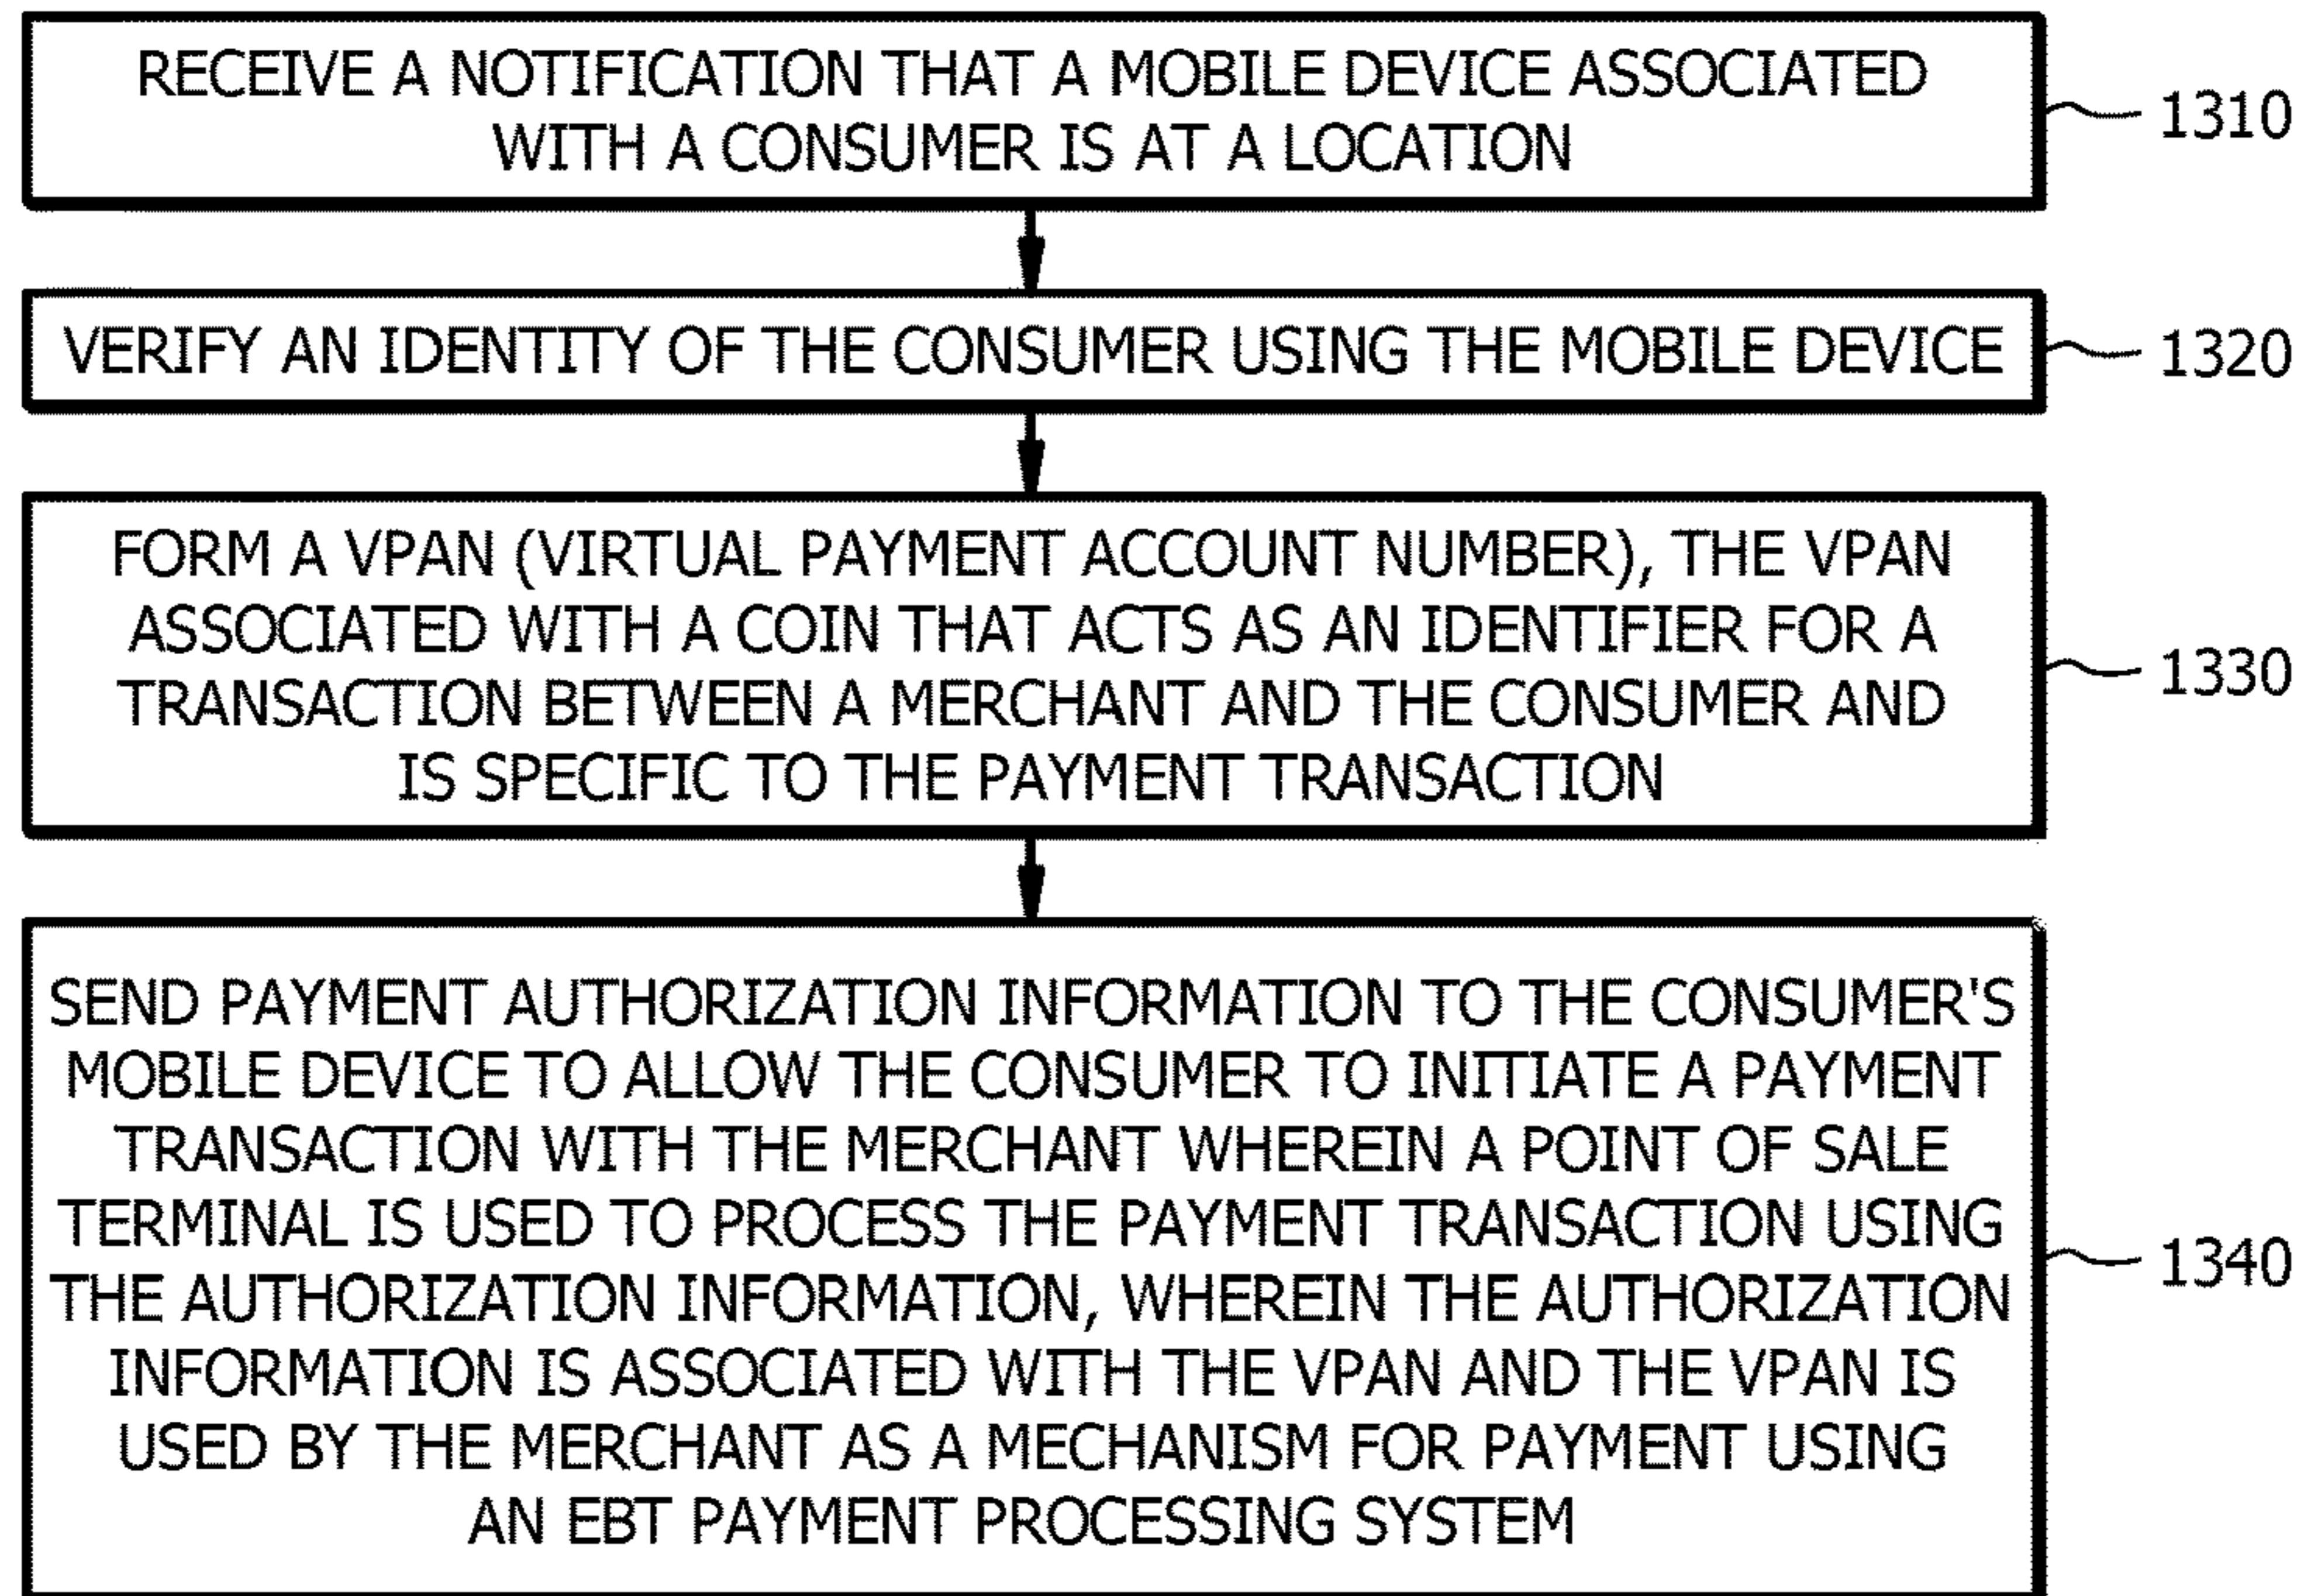 RECEIVE A NOTIFICATION THAT A MOBILE DEVICE ASSOCIATED
WITH A CONSUMER IS AT A LOCATION
1310
VERIFY AN IDENTITY OF THE CONSUMER USING THE MOBILE DEVICE
1320
FORM A VPAN (VIRTUAL PAYMENT ACCOUNT NUMBER), THE VPAN
ASSOCIATED WITH A COIN THAT ACTS AS AN IDENTIFIER FOR A
TRANSACTION BETWEEN A MERCHANT AND THE CONSUMER AND
IS SPECIFIC TO THE PAYMENT TRANSACTION
1330
SEND PAYMENT AUTHORIZATION INFORMATION TO THE CONSUMER'S
MOBILE DEVICE TO ALLOW THE CONSUMER TO INITIATE A PAYMENT
TRANSACTION WITH THE MERCHANT WHEREIN A POINT OF SALE
TERMINAL IS USED TO PROCESS THE PAYMENT TRANSACTION USING
THE AUTHORIZATION INFORMATION, WHEREIN THE AUTHORIZATION
INFORMATION IS ASSOCIATED WITH THE VPAN AND THE VPAN IS
USED BY THE MERCHANT AS A MECHANISM FOR PAYMENT USING
AN EBT PAYMENT PROCESSING SYSTEM
1340